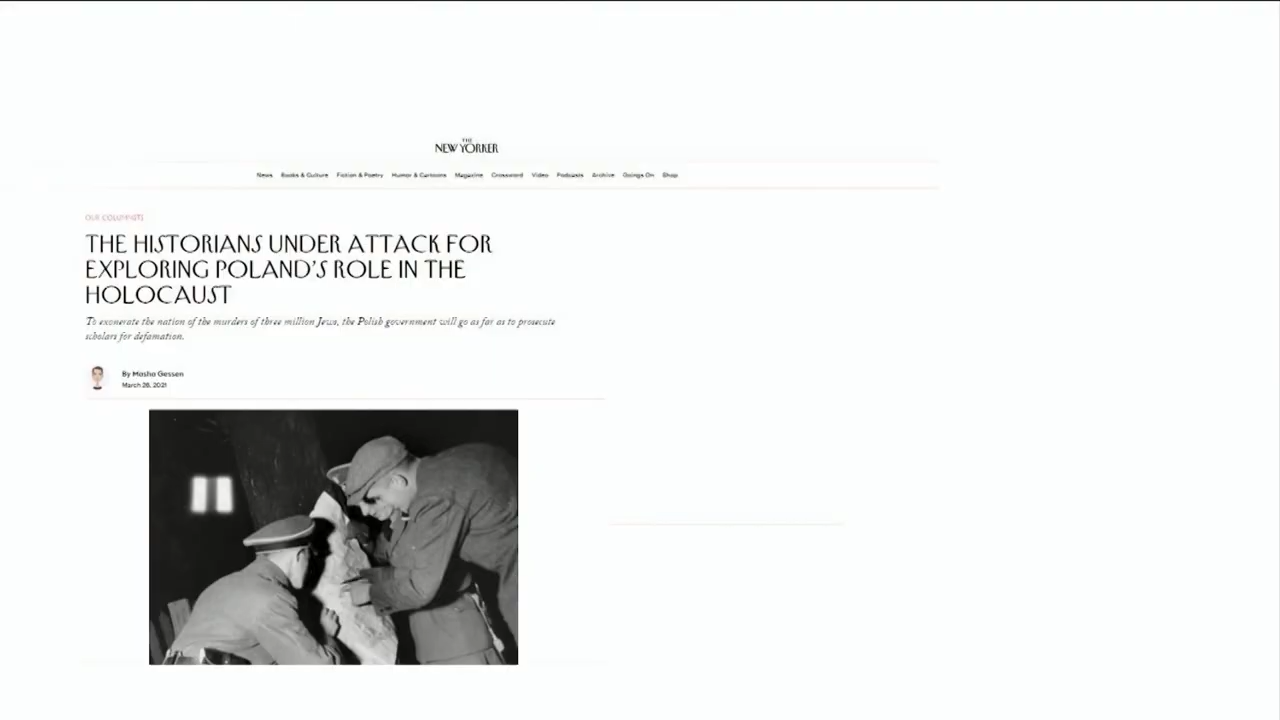 THE
NEW YORKER
News Books & Culture Fiction & Poetry Humor & Cartoons Magazine Crossword Video Podcasts Archive Goings On Shop
OUR COLUMNISTS
THE HISTORIANS UNDER ATTACK FOR
EXPLORING POLAND'S ROLE IN THE
HOLOCAUST
To exonerate the nation of the murders of three million Jews, the Polish government will go as far as to prosecute
scholars for defamation.
By Masha Gessen
March 26, 2021